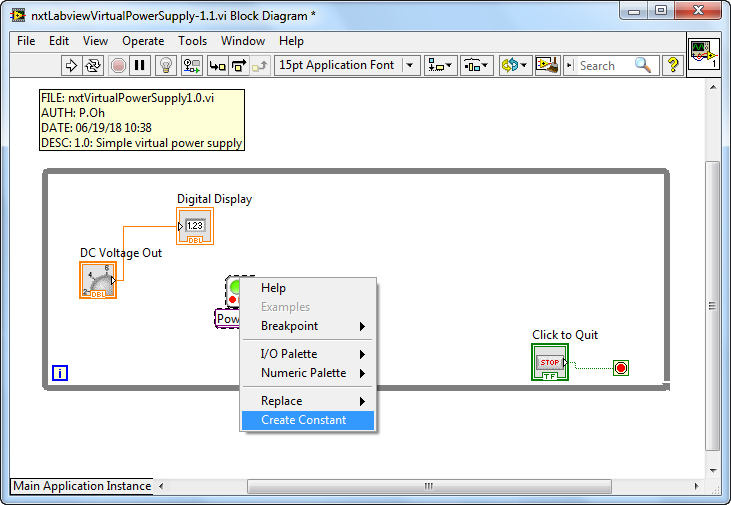 nxtLabviewVirtualPowerSupply-1.1.vi Block Diagram *
File Edit View Operate Tools Window Help
15pt Application Font
Search
?
1
FILE: nxtVirtualPowerSupply1.0.vi
AUTH: P.Oh
DATE: 06/19/18 10:38
DESC: 1.0: Simple virtual power supply
Digital Display
1.23
DBL
DC Voltage Out
2 4 6
DBL
Pow
Help
Examples
Breakpoint
I/O Palette
Numeric Palette
Replace
Create Constant
Click to Quit
STOP
TF
i
Main Application Instance